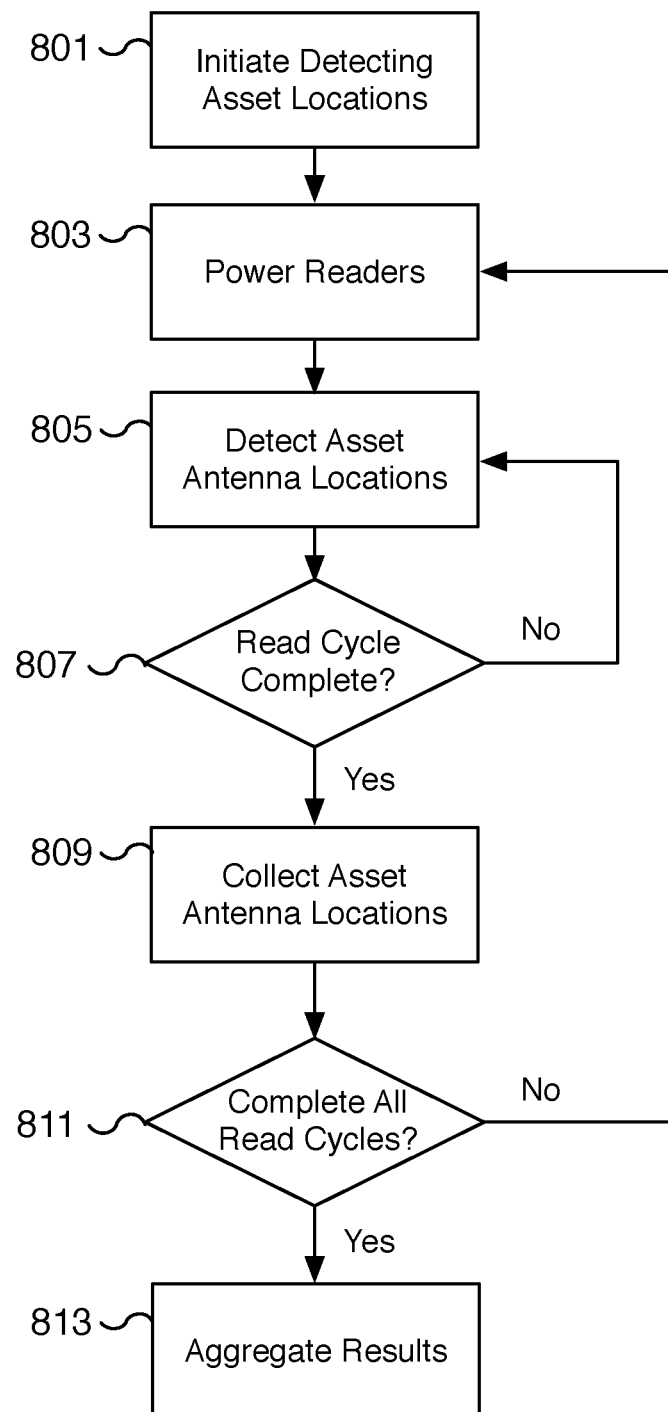 801
Initiate Detecting
Asset Locations
803
Power Readers
805
Detect Asset
Antenna Locations
807
Read Cycle
Complete?
No
Yes
809
Collect Asset
Antenna Locations
811
Complete All
Read Cycles?
No
Yes
813
Aggregate Results